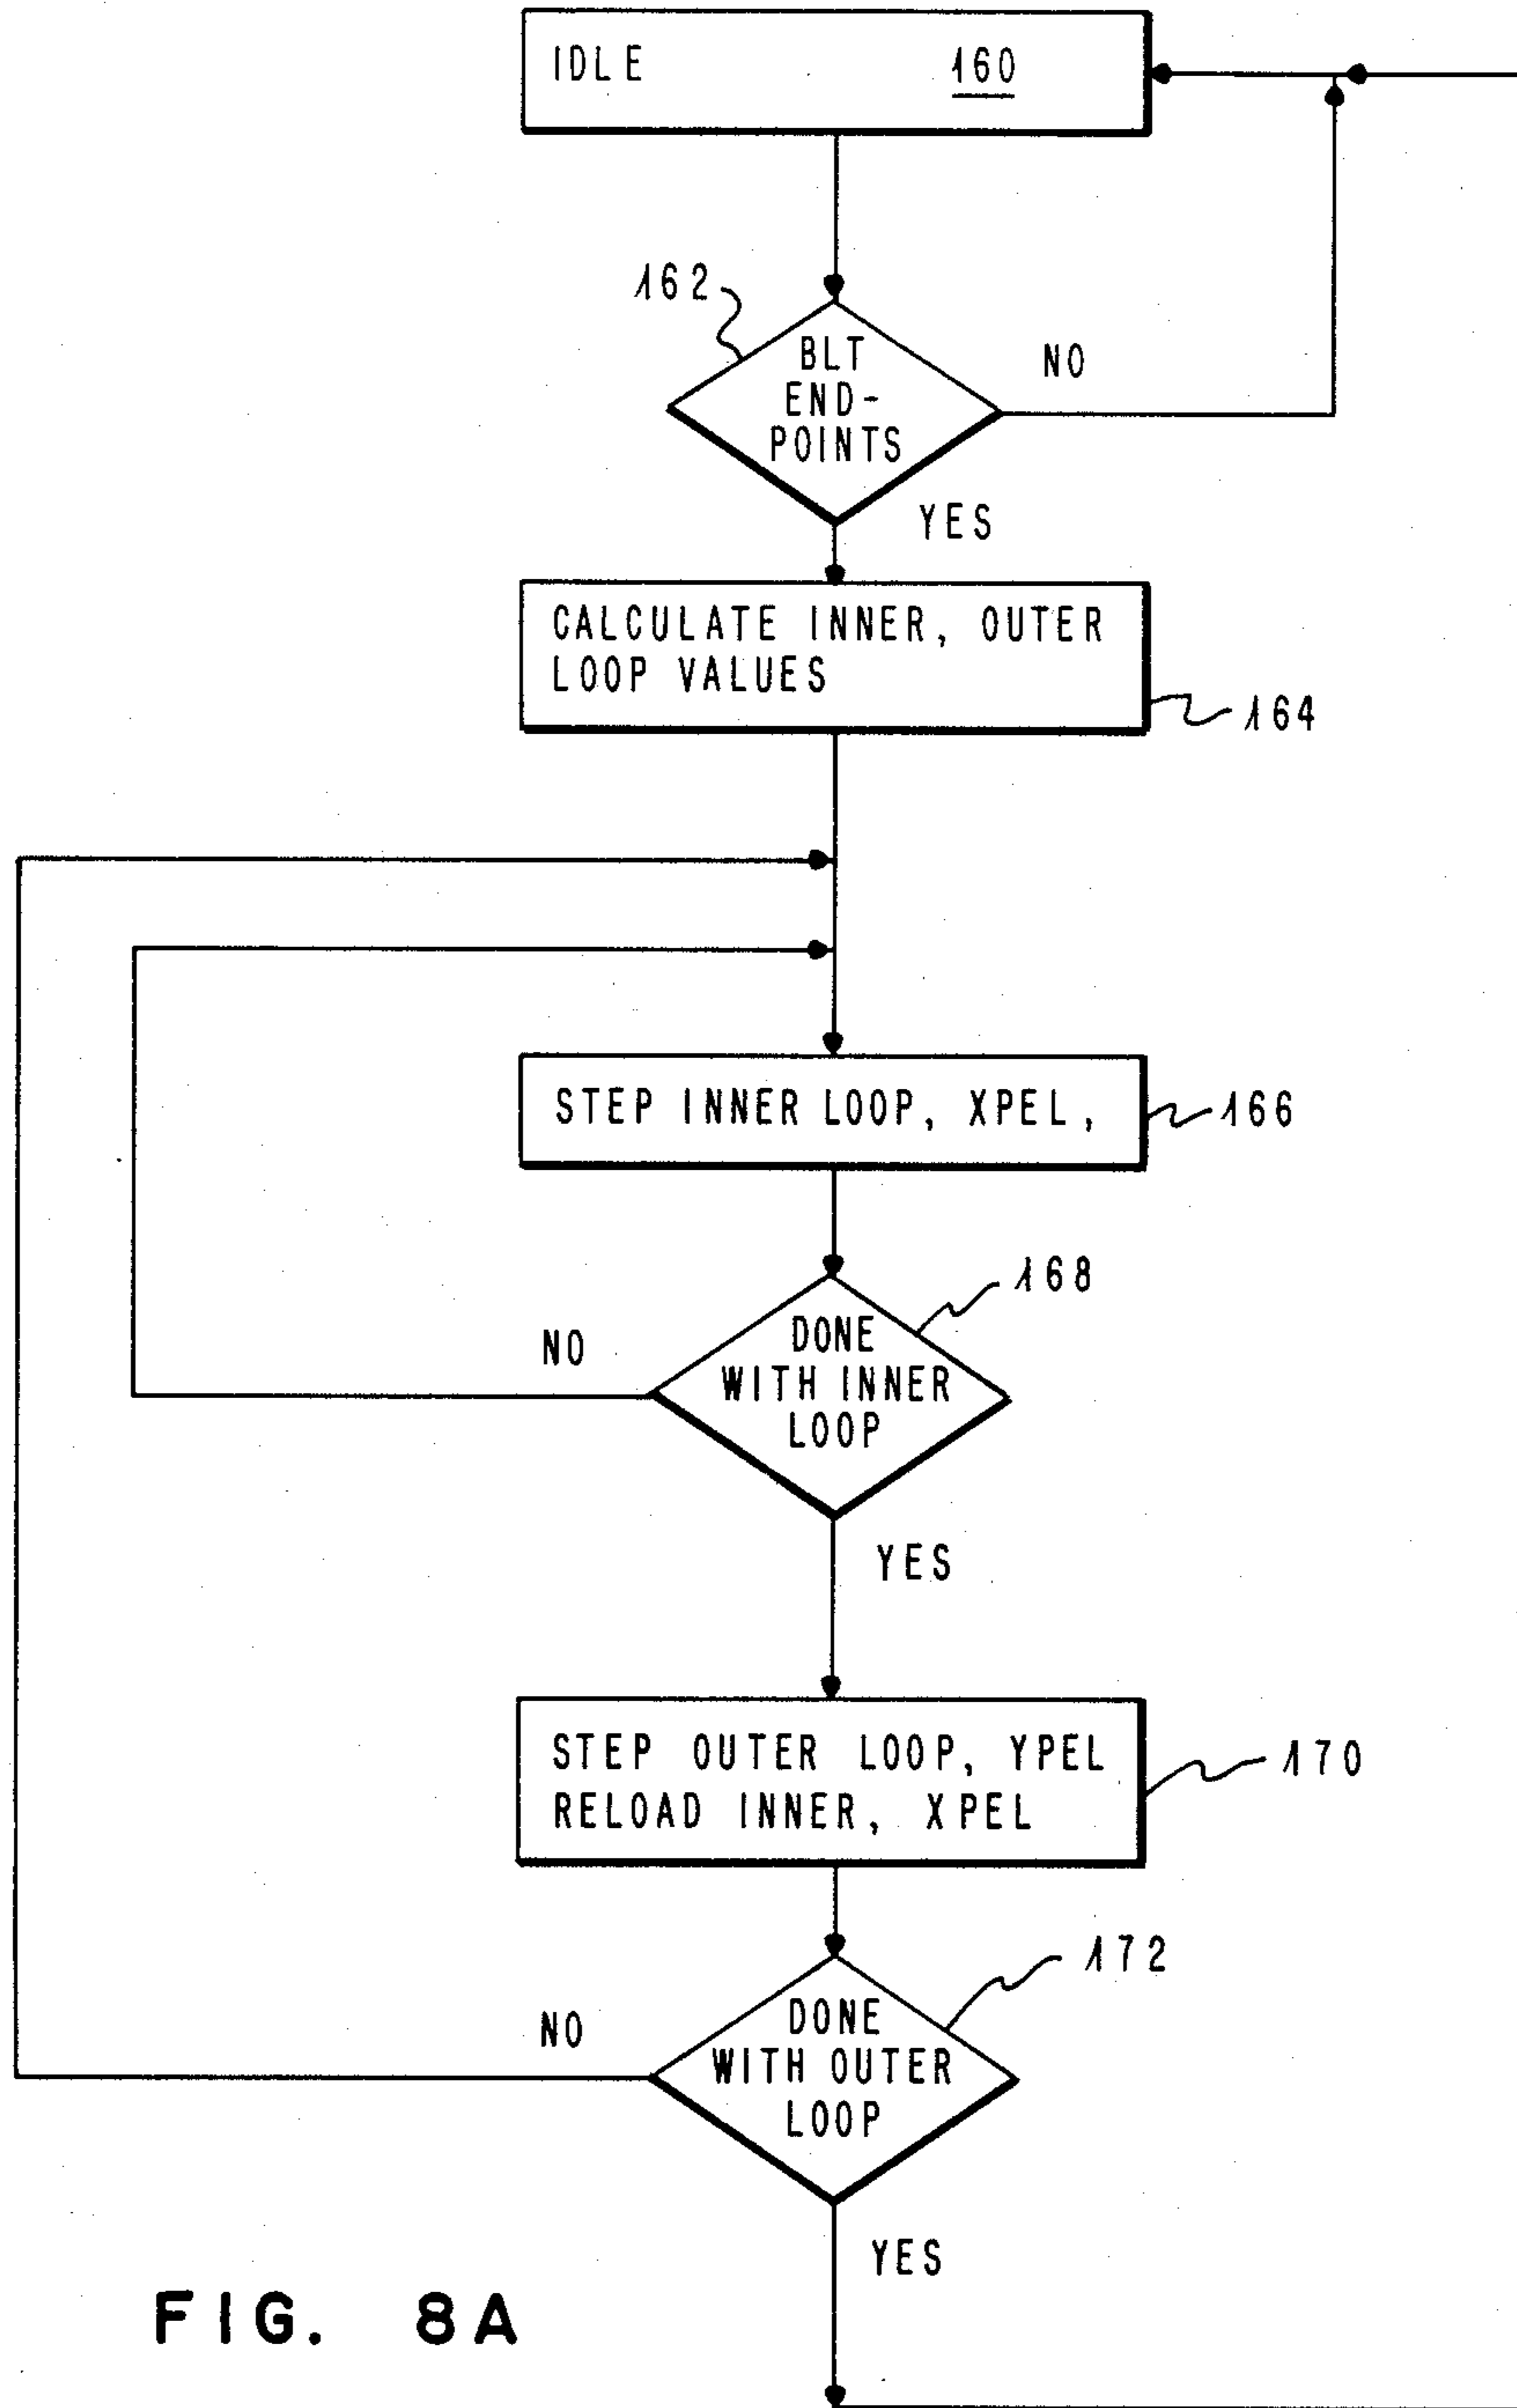 IDLE 160
162
BLT
END-
POINTS
NO
YES
CALCULATE INNER, OUTER
LOOP VALUES
164
STEP INNER LOOP, XPEL,
166
168
DONE
WITH INNER
LOOP
NO
YES
STEP OUTER LOOP, YPEL
RELOAD INNER, XPEL
170
172
DONE
WITH OUTER
LOOP
NO
YES
FIG. 8A